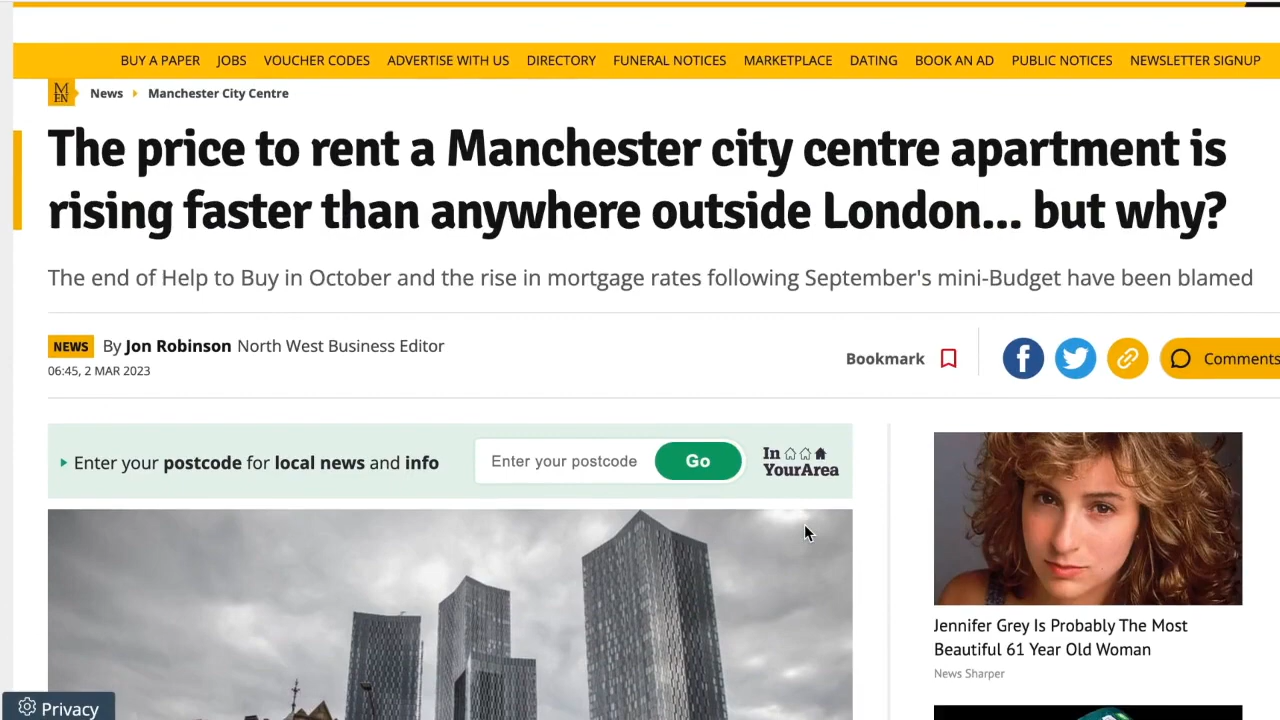 BUY A PAPER JOBS VOUCHER CODES ADVERTISE WITH US DIRECTORY FUNERAL NOTICES MARKETPLACE DATING BOOK AN AD PUBLIC NOTICES NEWSLETTER SIGNUP
M
EN
News Manchester City Centre
The price to rent a Manchester city centre apartment is
rising faster than anywhere outside London... but why?
The end of Help to Buy in October and the rise in mortgage rates following September's mini-Budget have been blamed
NEWS By Jon Robinson North West Business Editor
06:45, 2 MAR 2023
Bookmark
Comments
Enter your postcode for local news and info
Enter your postcode
Go
In
YourArea
Jennifer Grey Is Probably The Most
Beautiful 61 Year Old Woman
News Sharper
Privacy